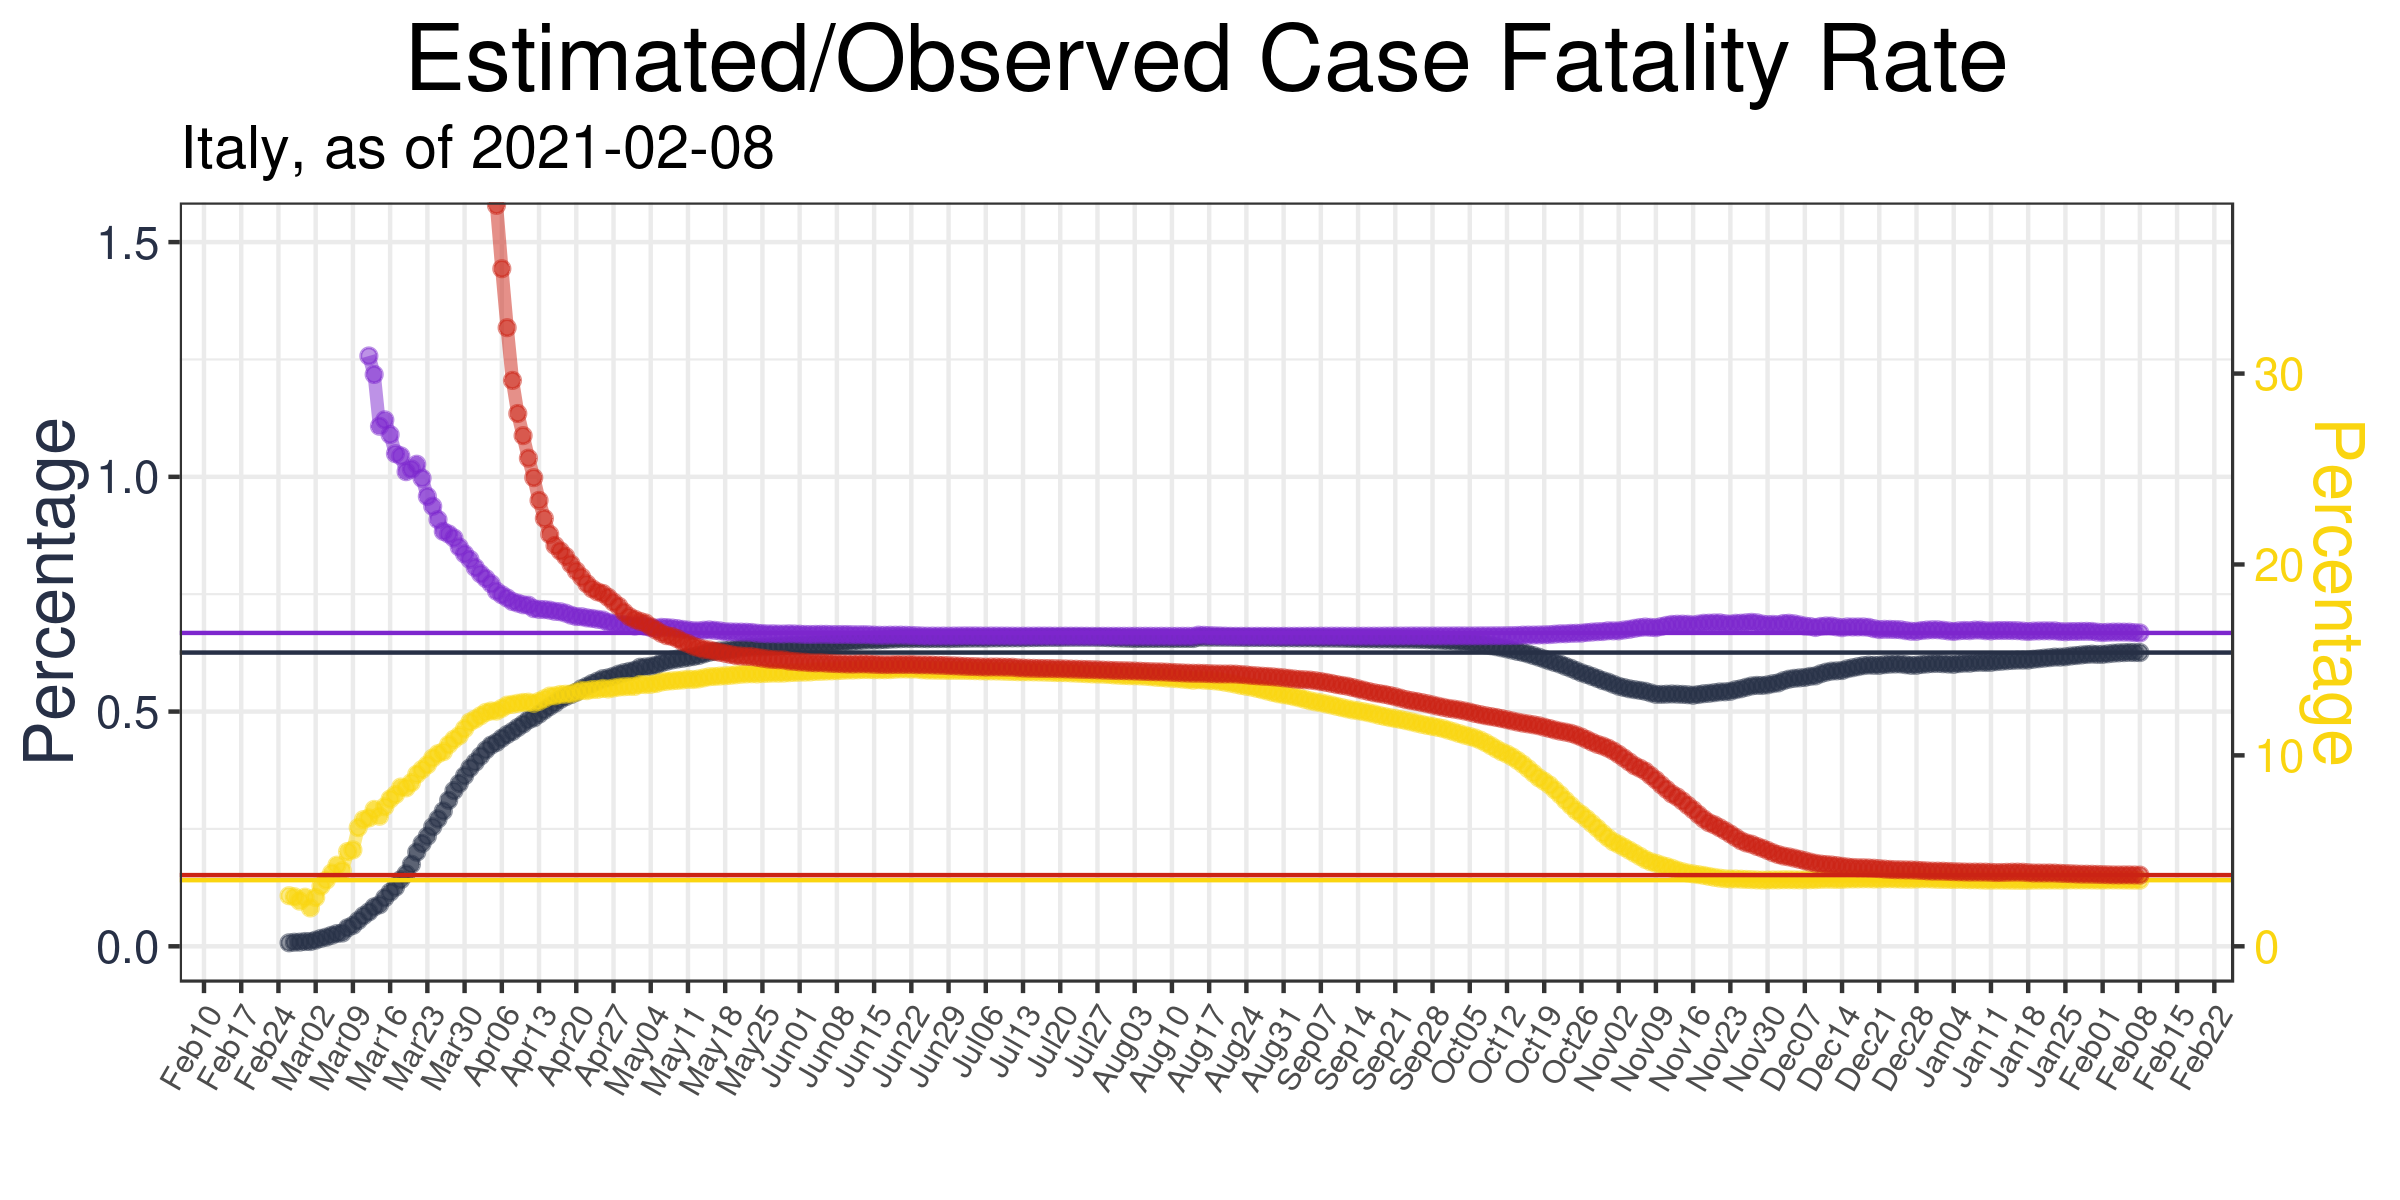 Estimated/Observed Case Fatality Rate
Italy, as of 2021-02-08
Percentage
1.5
1.0
0.5
0.0
30
20
10
0
Percentage
Feb10
Feb17
Feb24
Mar02
Mar09
Mar16
Mar23
Mar30
Apr06
Apr13
Apr20
Apr27
May04
May11
May18
May25
Jun01
Jun08
Jun15
Jun22
Jun29
Jul06
Jul13
Jul20
Jul27
Aug03
Aug10
Aug17
Aug24
Aug31
Sep07
Sep14
Sep21
Sep28
Oct05
Oct12
Oct19
Oct26
Nov02
Nov09
Nov16
Nov23
Nov30
Nov07
Dec14
Dec21
Dec28
Dec04
Jan11
Jan18
Jan25
Feb01
Feb08
Feb15
Feb22